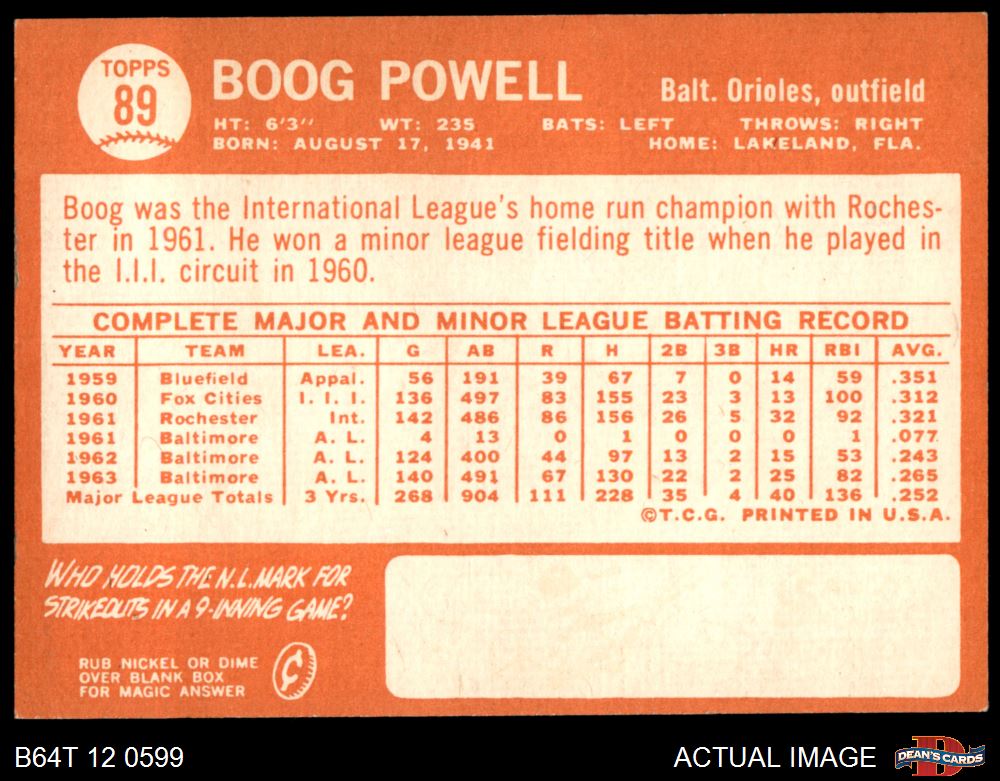 TOPPS
89
BOOG POWELL
Balt. Orioles, outfield
HT: 6'3" WT: 235 BATS: LEFT THROWS: RIGHT
BORN: AUGUST 17, 1941 HOME: LAKELAND, FLA.
Boog was the International League's home run champion with Roches-
ter in 1961. He won a minor league fielding title when he played in
the I.I.I. circuit in 1960.
COMPLETE MAJOR AND MINOR LEAGUE BATTING RECORD
YEAR TEAM LEA. G AB R H 2B 3B HR RBI AVG.
1959 Bluefield Appal. 56 191 39 67 7 0 14 59 .351
1960 Fox Cities I. I. I. 136 497 83 155 23 3 13 100 .312
1961 Rochester Int. 142 486 86 156 26 5 32 92 .321
1961 Baltimore A. L. 4 13 0 1 0 0 0 1 .077
1962 Baltimore A. L. 124 400 44 97 13 2 15 53 .243
1963 Baltimore A. L. 140 491 67 130 22 2 25 82 .265
Major League Totals 3 Yrs. 268 904 111 228 35 4 40 136 .252
©T.C.G. PRINTED IN U.S.A.
WHO HOLDS THE N.L. MARK FOR
STRIKEOUTS IN A 9-INNING GAME?
RUB NICKEL OR DIME
OVER BLANK BOX
FOR MAGIC ANSWER
¢
B64T 12 0599
ACTUAL IMAGE
D
DEAN'S CARDS